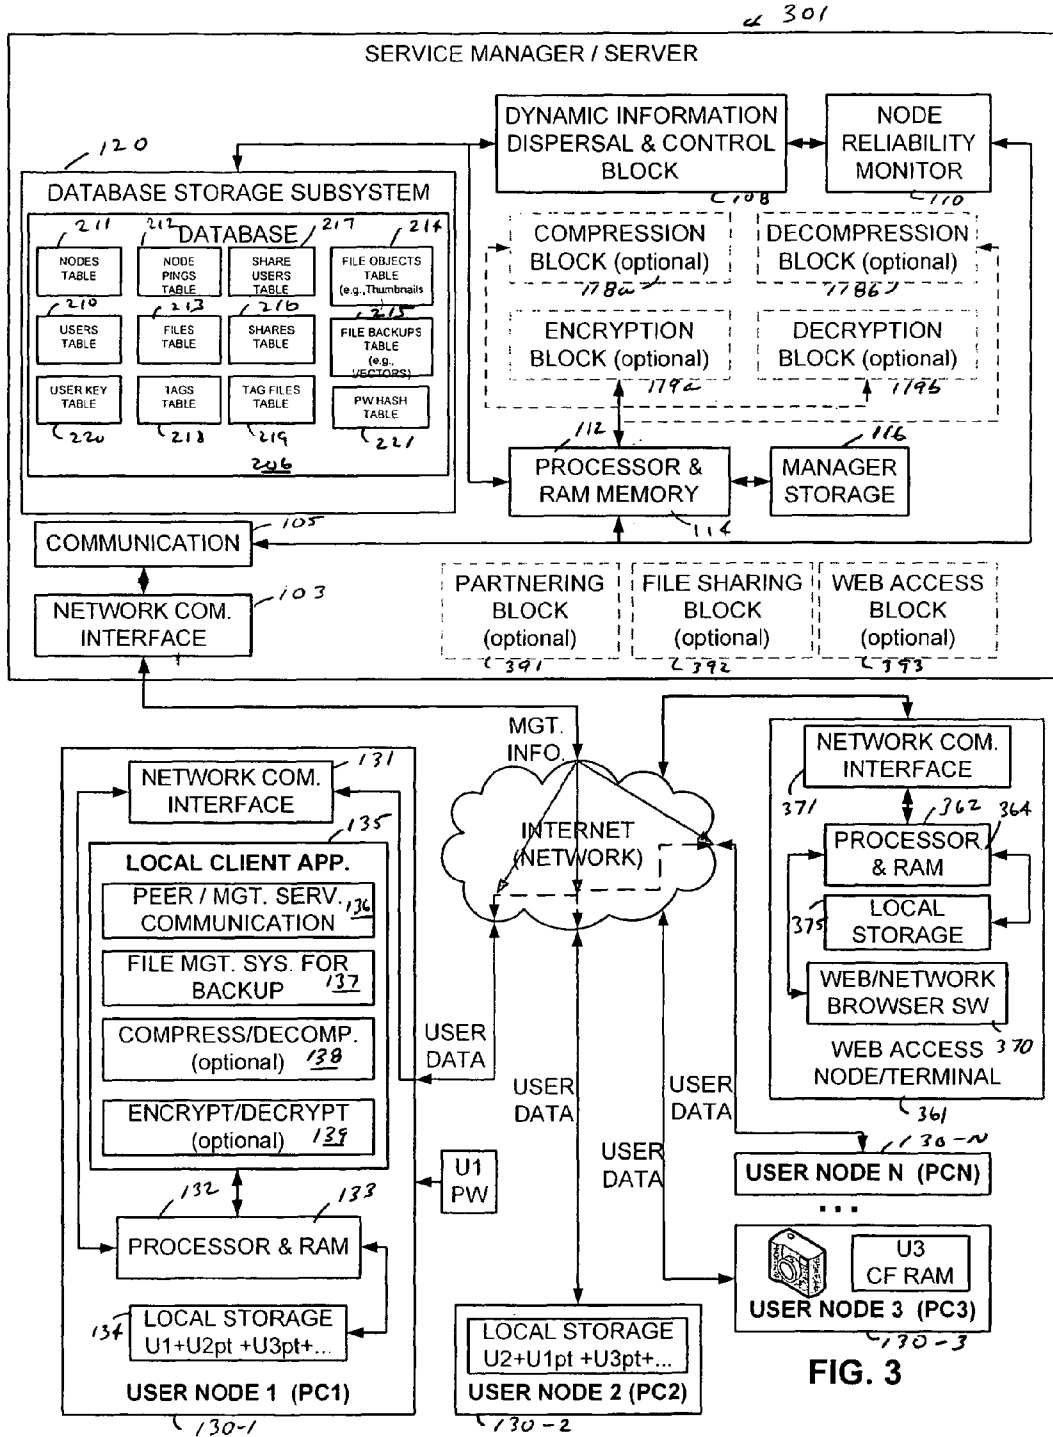 301
SERVICE MANAGER / SERVER
DYNAMIC INFORMATION
DISPERSAL & CONTROL
BLOCK
108
NODE
RELIABILITY
MONITOR
110
120
DATABASE STORAGE SUBSYSTEM
DATABASE
211
NODES
TABLE
212
NODE
PINGS
TABLE
217
SHARE
USERS
TABLE
214
FILE OBJECTS
TABLE
(e.g.,Thumbnails
)
210
USERS
TABLE
213
FILES
TABLE
216
SHARES
TABLE
215
FILE BACKUPS
TABLE
(e.g.,
VECTORS)
USER KEY
TABLE
220
TAGS
TABLE
218
TAG FILES
TABLE
219
PW HASH
TABLE
221
206
COMPRESSION
BLOCK (optional)
178a
DECOMPRESSION
BLOCK (optional)
178b
ENCRYPTION
BLOCK (optional)
179a
DECRYPTION
BLOCK (optional)
179b
112
PROCESSOR &
RAM MEMORY
114
116
MANAGER
STORAGE
105
COMMUNICATION
103
NETWORK COM.
INTERFACE
PARTNERING
BLOCK
(optional)
391
FILE SHARING
BLOCK
(optional)
392
WEB ACCESS
BLOCK
(optional)
393
MGT.
INFO.
INTERNET
(NETWORK)
131
NETWORK COM.
INTERFACE
135
LOCAL CLIENT APP.
PEER / MGT. SERV.
COMMUNICATION 136
FILE MGT. SYS. FOR
BACKUP 137
COMPRESS/DECOMP.
(optional) 138
ENCRYPT/DECRYPT
(optional) 139
132
133
PROCESSOR & RAM
134
LOCAL STORAGE
U1+U2pt +U3pt+...
USER NODE 1 (PC1)
130-1
U1
PW
USER
DATA
USER
DATA
USER
DATA
USER
DATA
LOCAL STORAGE
U2+U1pt +U3pt+...
USER NODE 2 (PC2)
130-2
NETWORK COM.
INTERFACE
371
362
364
PROCESSOR
& RAM
375
LOCAL
STORAGE
WEB/NETWORK
BROWSER SW
370
WEB ACCESS
NODE/TERMINAL
361
130-N
USER NODE N (PCN)
...
U3
CF RAM
USER NODE 3 (PC3)
130-3
FIG. 3